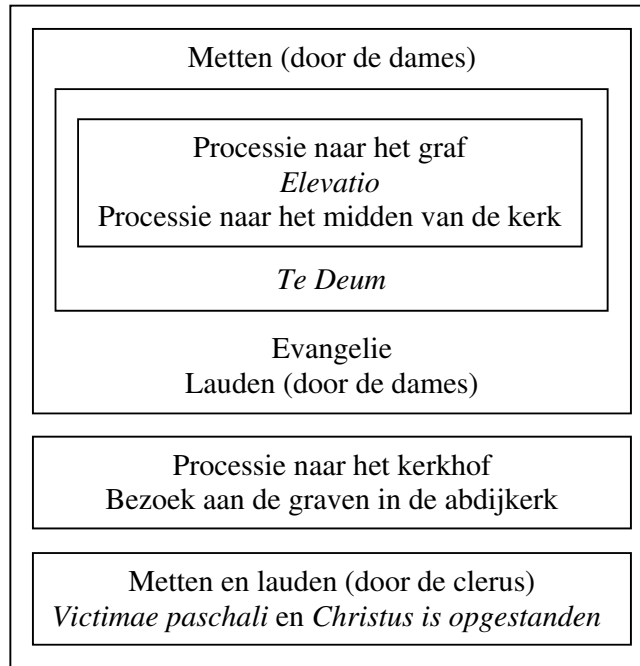 Metten (door de dames)
Processie naar het graf
Elevatio
Processie naar het midden van de kerk
Te Deum
Evangelie
Lauden (door de dames)
Processie naar het kerkhof
Bezoek aan de graven in de abdijkerk
Metten en lauden (door de clerus)
Victimae paschali en Christus is opgestanden